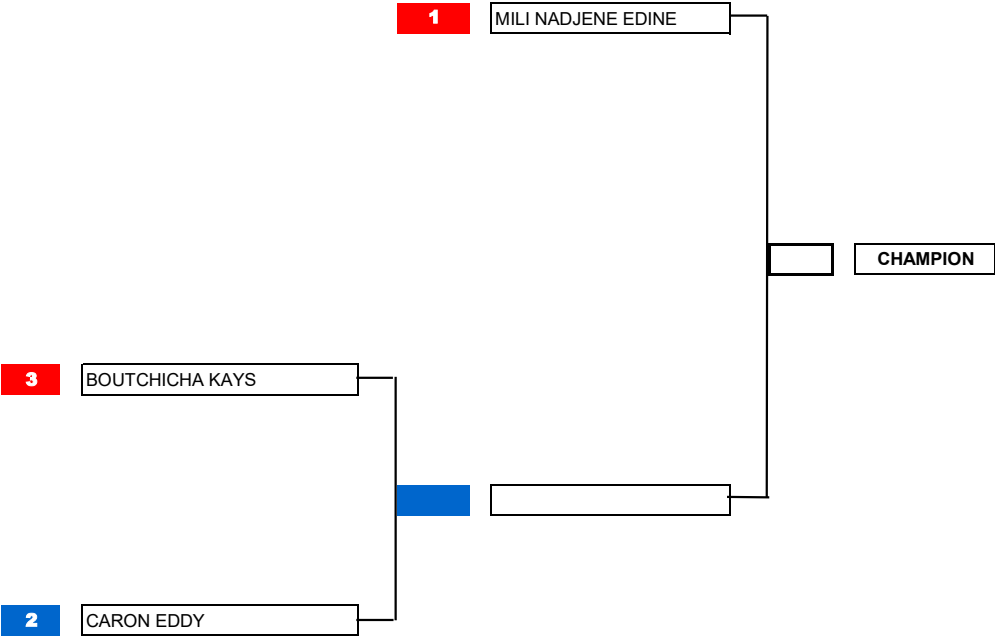 1
MILI NADJENE EDINE
CHAMPION
3
BOUTCHICHA KAYS
2
CARON EDDY